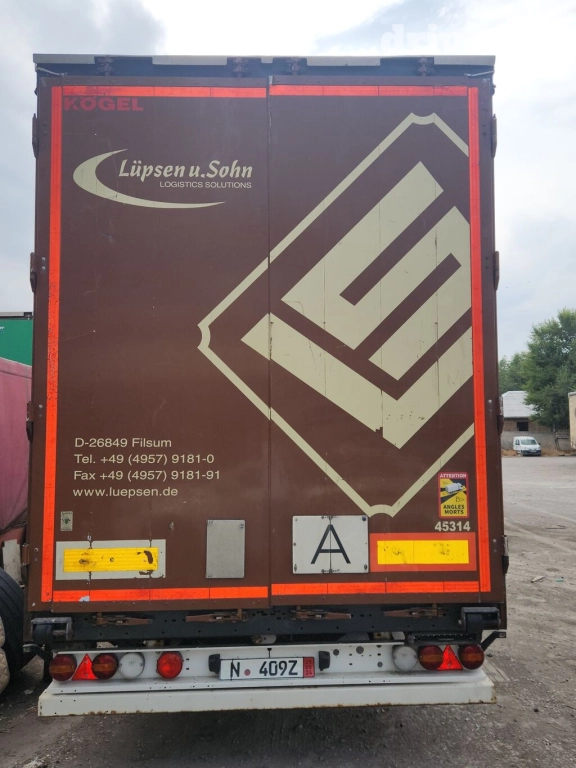 KÖGEL
Lüpsen u. Sohn
LOGISTICS SOLUTIONS
D-26849 Filsum
Tel. +49 (4957) 9181-0
Fax +49 (4957) 9181-91
www.luepsen.de
ATTENTION
ANGLES
MORTS
45314
A
N 409Z